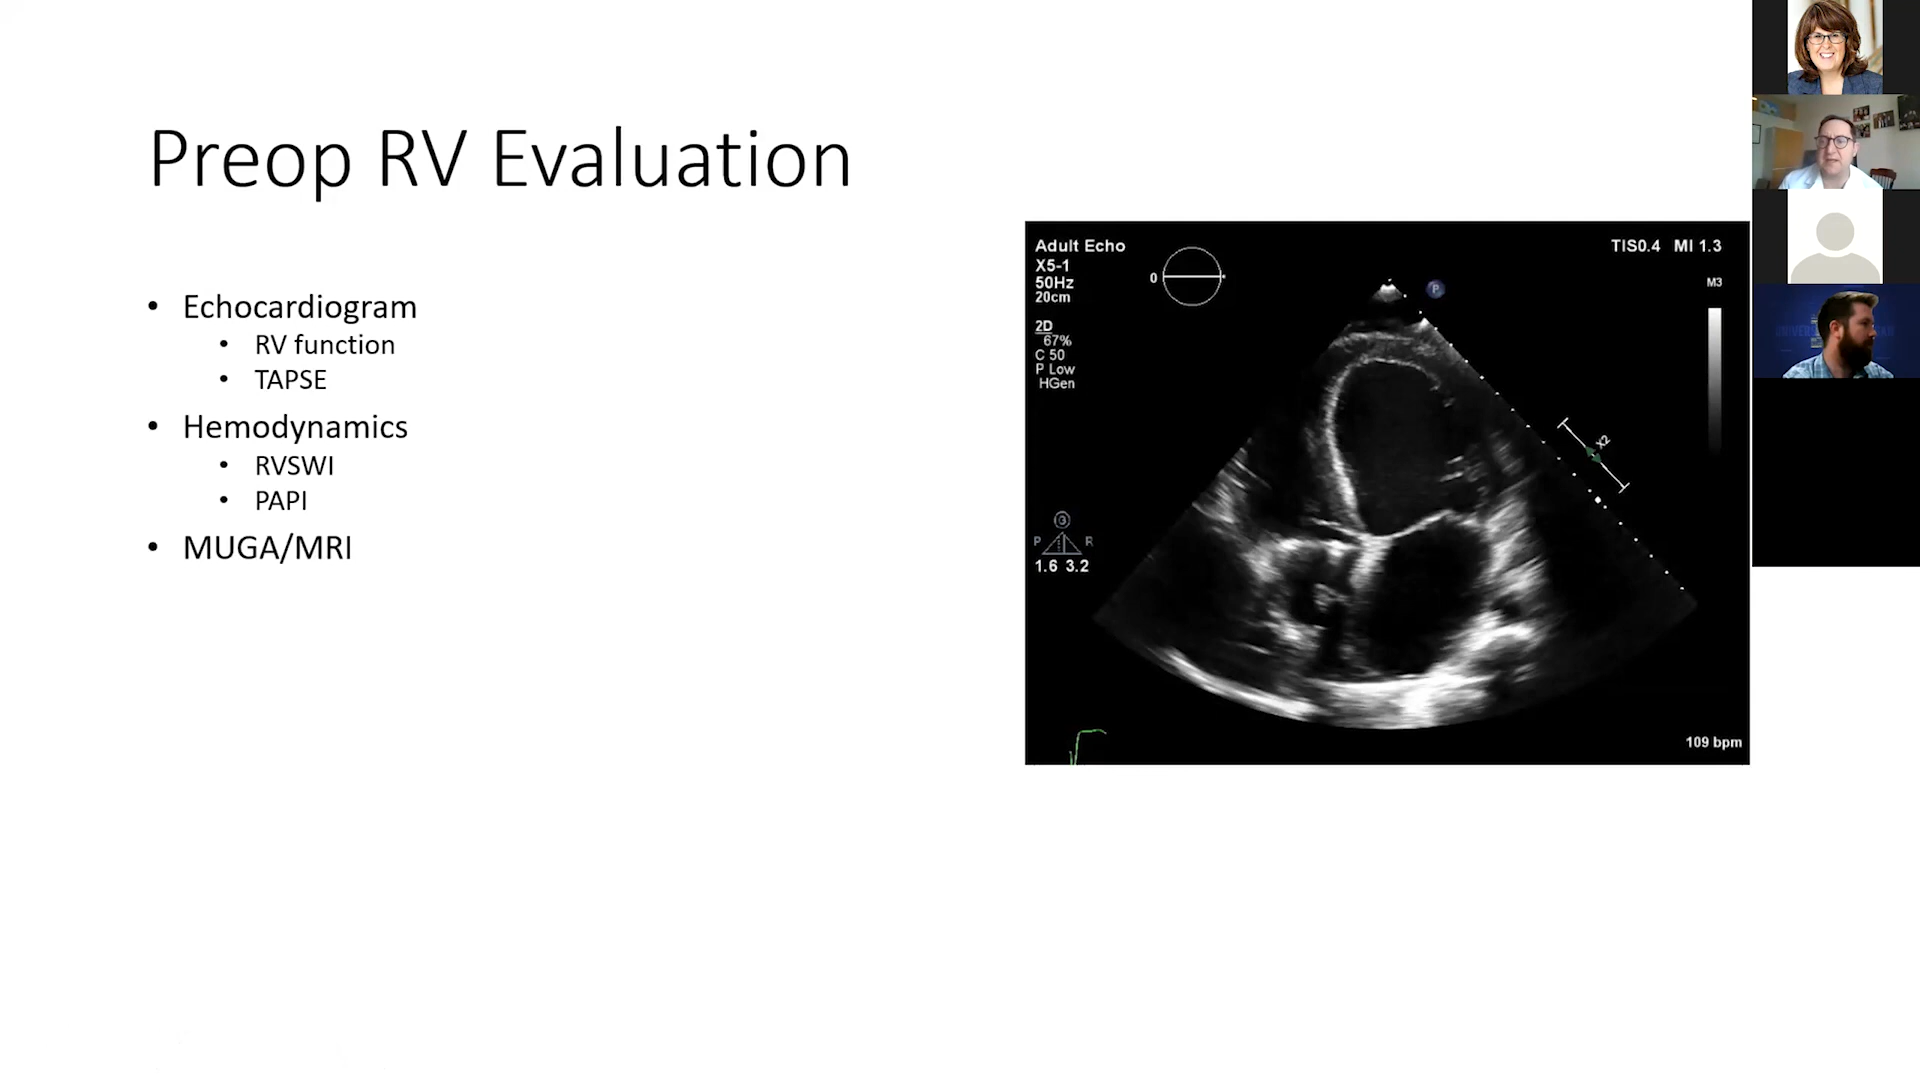 Preop RV Evaluation
• Echocardiogram
• RV function
• TAPSE
• Hemodynamics
• RVSWI
• PAPI
• MUGA/MRI
Adult Echo
X5-1
50Hz
20cm
2D
67%
C 50
P Low
HGen
0
P
TIS0.4 MI 1.3
M3
X2
G
P R
1.6 3.2
109 bpm